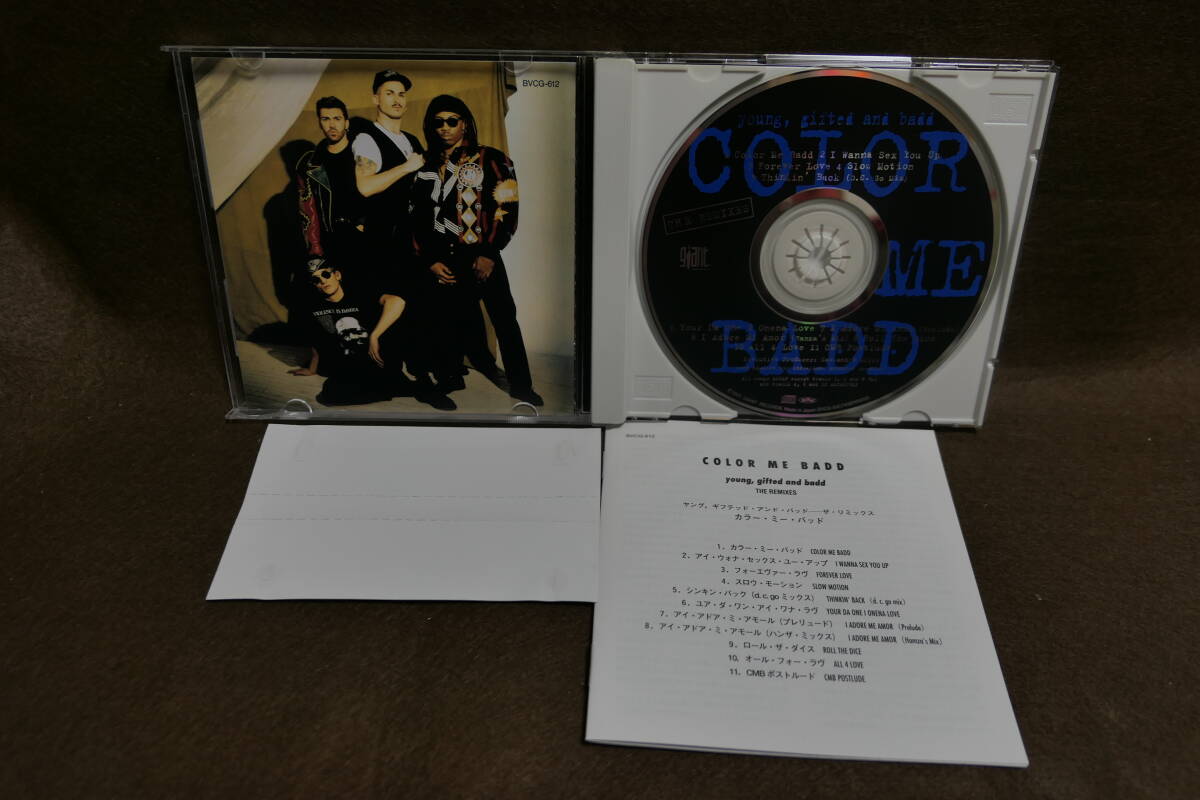 BVCG-612
VIOLENCE IS
young, gifted and badd
COLOR
Color Me Badd 2 I Wanna Sex You Up
Forever Love 4 Slow Motion
Thinkin' Back (D.C. Go Mix)
THE REMIXES
giant
ME
BADD
BVCG-612
COLOR ME BADD
young, gifted and badd
THE REMIXES
ヤング，ギフテッド・アンド・バッド——ザ・リミックス
カラー・ミー・バッド
1. カラー・ミー・バッド COLOR ME BADD
2. アイ・ウォナ・セックス・ユー・アップ I WANNA SEX YOU UP
3. フォーエヴァー・ラヴ FOREVER LOVE
4. スロウ・モーション SLOW MOTION
5. シンキン・バック（d.c.goミックス） THINKIN' BACK（d.c.go mix）
6. ユア・ダ・ワン・アイ・ワナ・ラヴ YOUR DA ONE I ONENA LOVE
7. アイ・アドア・ミ・アモール（プレリュード） I ADORE ME AMOR（Prelude）
8. アイ・アドア・ミ・アモール（ハンザ・ミックス） I ADORE ME AMOR（Hamza's Mix）
9. ロール・ザ・ダイス ROLL THE DICE
10. オール・フォー・ラヴ ALL 4 LOVE
11. CMBポストルード CMB POSTLUDE